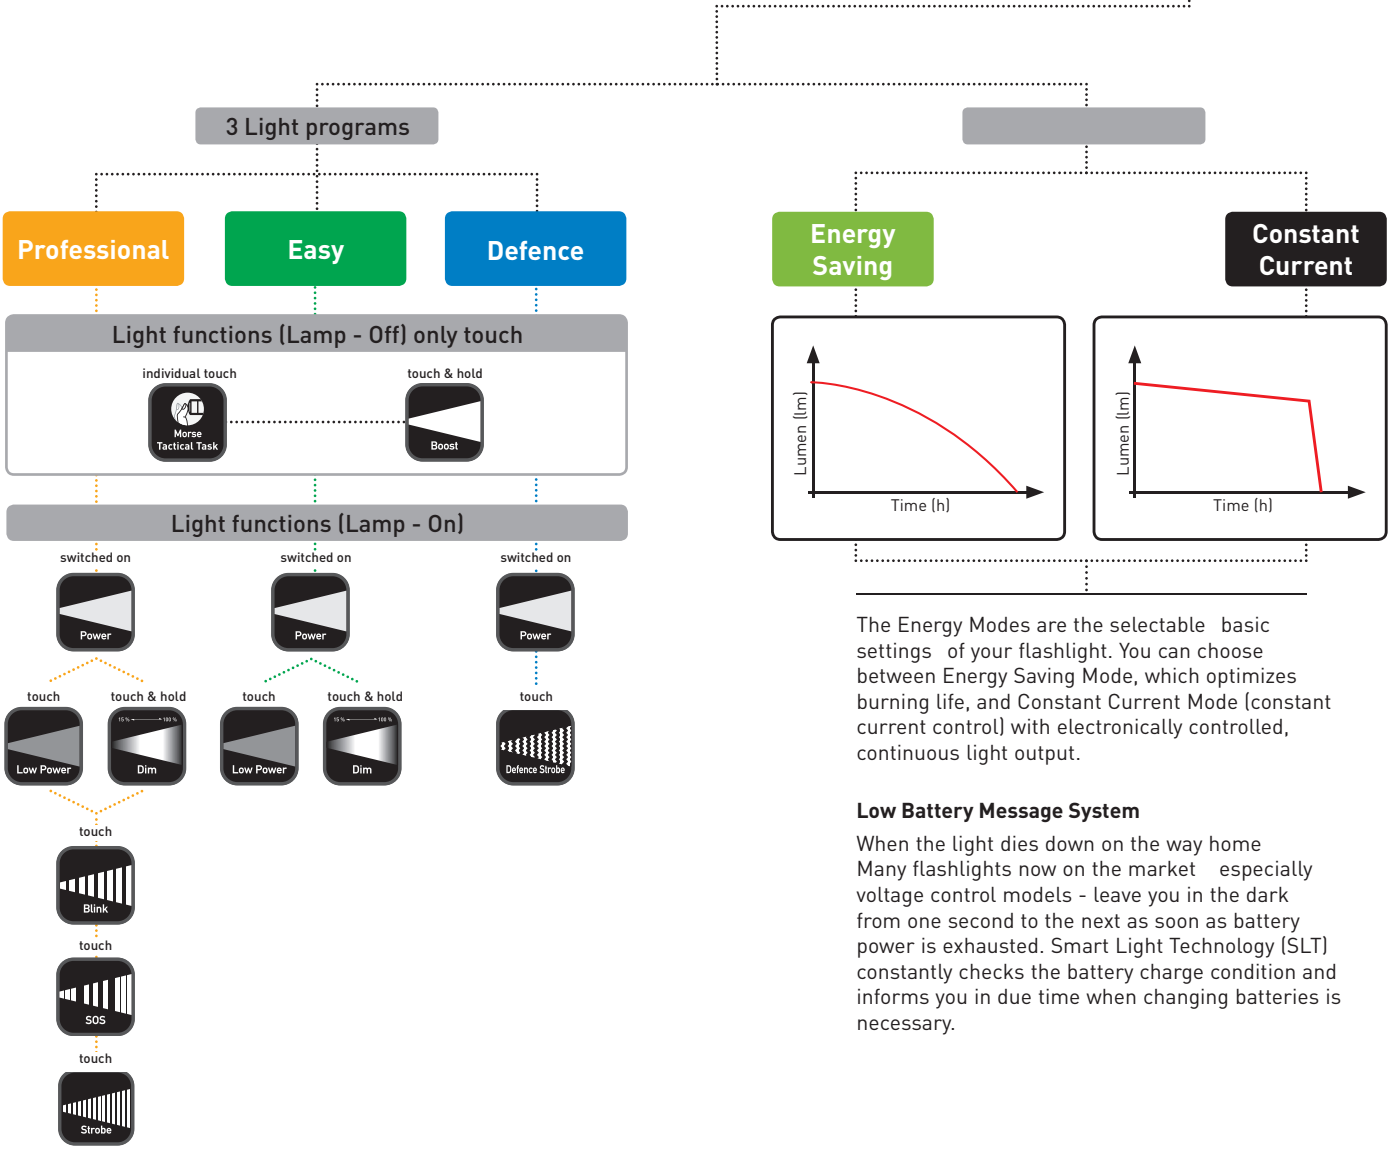 3 Light programs
Professional
Easy
Defence
Light functions (Lamp - Off) only touch
individual touch
touch & hold
Morse
Tactical Task
Boost
Light functions (Lamp - On)
switched on
switched on
switched on
Power
Power
Power
touch
touch & hold
touch
touch & hold
touch
15 % 100 %
15 % 100 %
Low Power
Dim
Low Power
Dim
Defence Strobe
touch
Blink
touch
SOS
touch
Strobe
Energy
Saving
Constant
Current
Lumen (lm)
Time (h)
Lumen (lm)
Time (h)
The Energy Modes are the selectable basic
settings of your flashlight. You can choose
between Energy Saving Mode, which optimizes
burning life, and Constant Current Mode (constant
current control) with electronically controlled,
continuous light output.
Low Battery Message System
When the light dies down on the way home
Many flashlights now on the market especially
voltage control models - leave you in the dark
from one second to the next as soon as battery
power is exhausted. Smart Light Technology (SLT)
constantly checks the battery charge condition and
informs you in due time when changing batteries is
necessary.